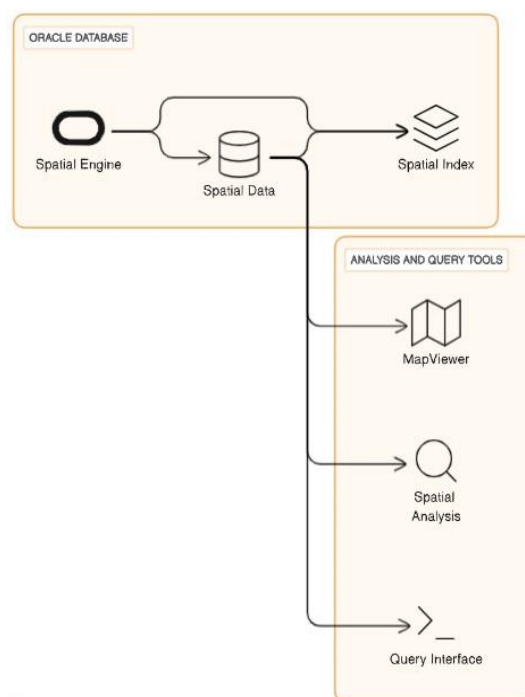 ORACLE DATABASE
Spatial Engine
Spatial Data
Spatial Index
ANALYSIS AND QUERY TOOLS
MapViewer
Spatial
Analysis
Query Interface